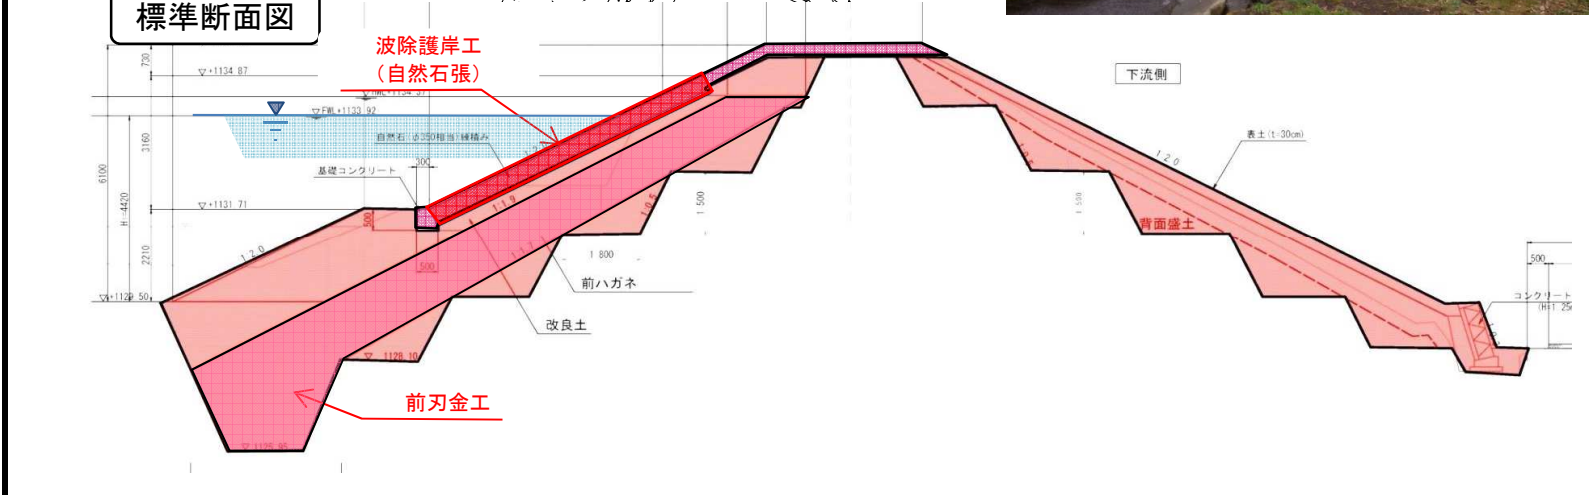 標準断面図
波除護岸工
（自然石張）
下流側
730
▽+1134.87
▽FWL+1133.92
自然石（φ350相当）練積み
表土(t=30cm)
1:2.0
3160
6100
H=4420
300
基礎コンクリート
▽+1131.71
500
1:1.9
1:0.5
1 500
1 500
背面盛土
2210
1:2.0
500
1 800
前ハガネ
500
コンクリート
改良土
▽ 1128.10
前刃金工
▽ 1125.95